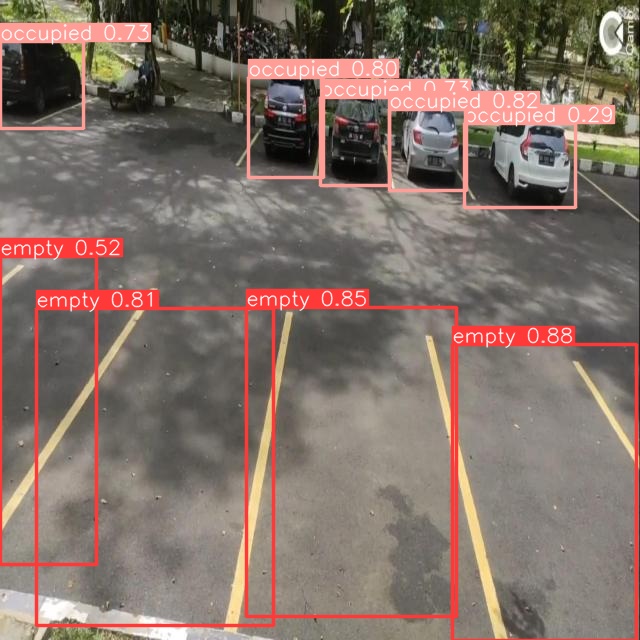 occupied 0.73
occupied 0.80
occupied 0.73
occupied 0.82
occupied 0.29
empty 0.52
empty 0.81
empty 0.85
empty 0.88